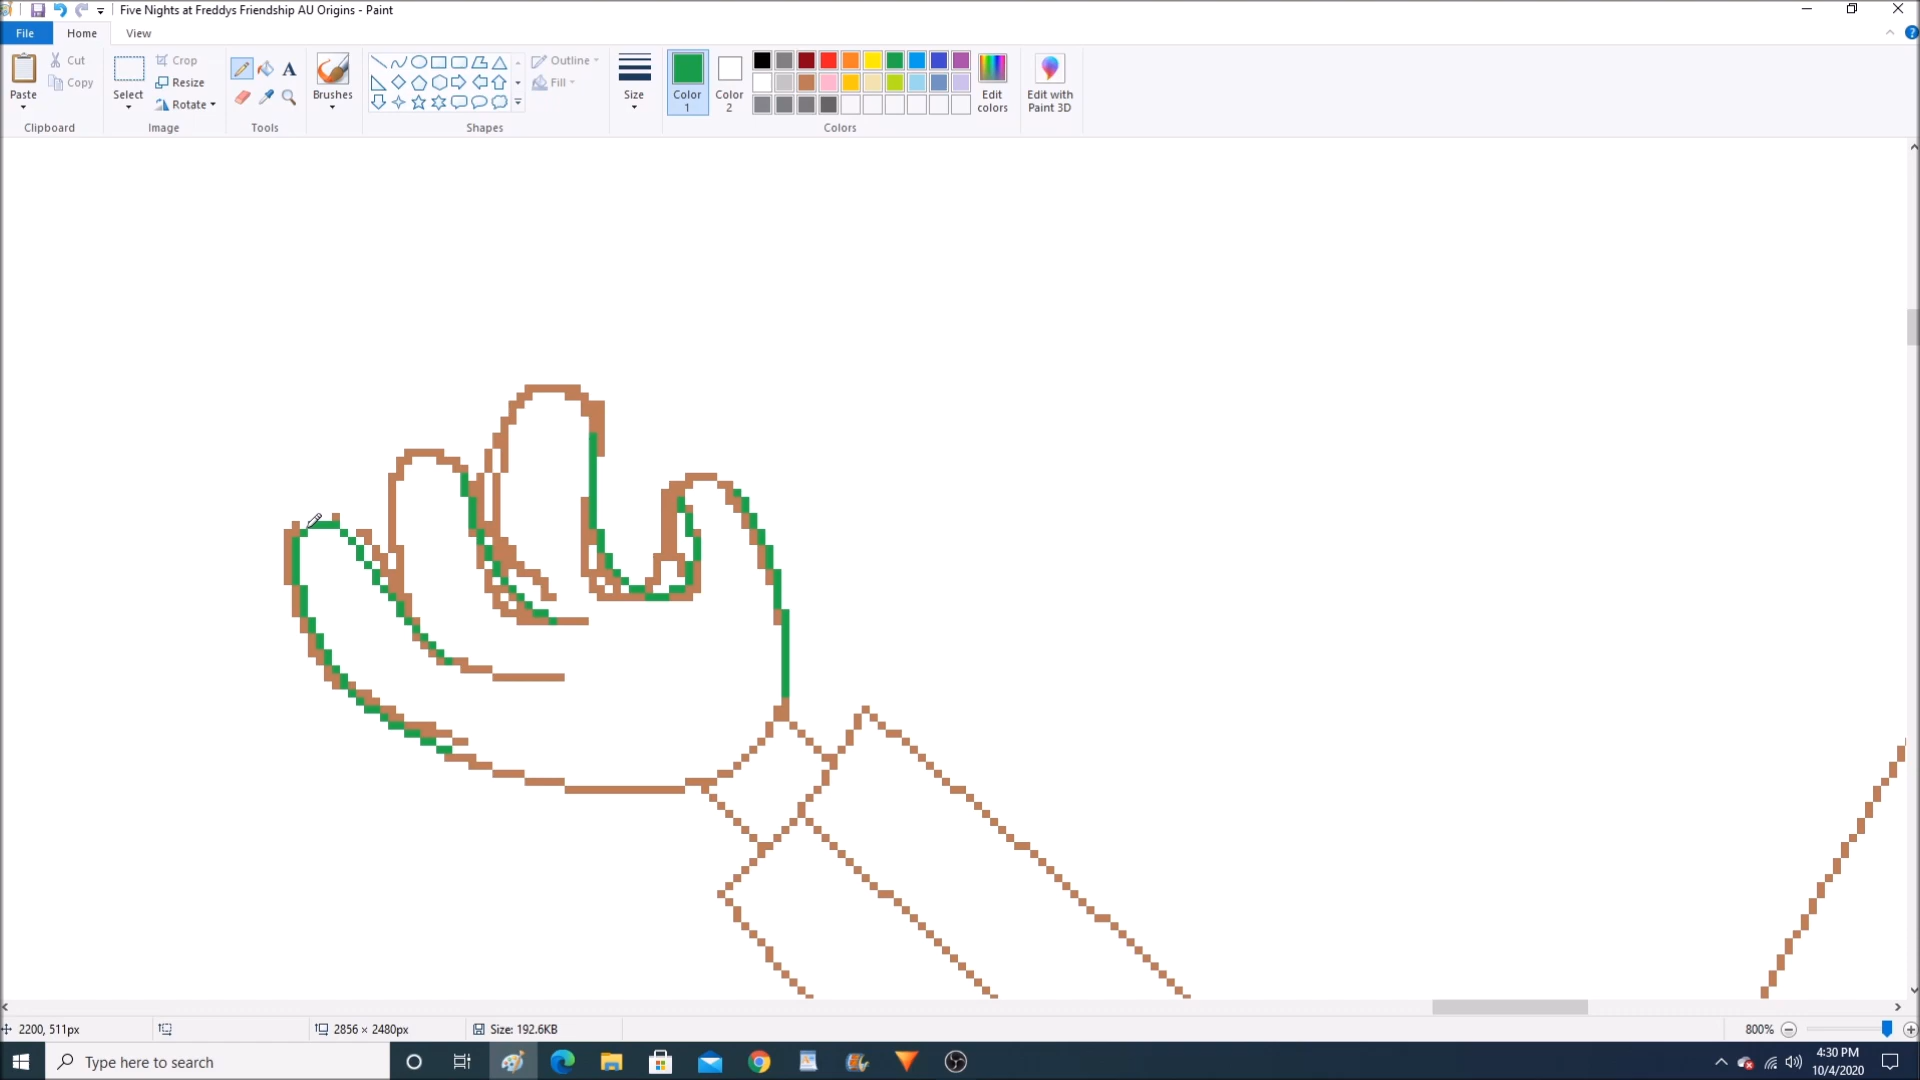 Five Nights at Freddys Friendship AU Origins - Paint
File Home View
Paste
Cut
Copy
Clipboard
Select
Crop
Resize
Rotate
Image
A
Tools
Brushes
Shapes
Outline
Fill
Size
Color 1
Color 2
Colors
Edit colors
Edit with Paint 3D
2200, 511px
2856 × 2480px
Size: 192.6KB
800%
Type here to search
4:30 PM
10/4/2020